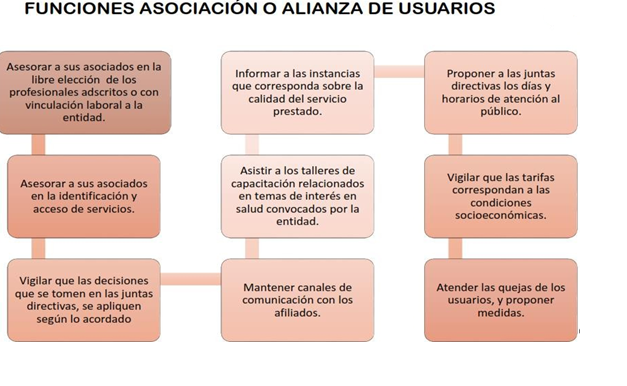 FUNCIONES ASOCIACIÓN O ALIANZA DE USUARIOS
Asesorar a sus asociados en la
libre elección de los
profesionales adscritos o con
vinculación laboral a la
entidad.
Asesorar a sus asociados
en la identificación y
acceso de servicios.
Vigilar que las decisiones
que se tomen en las juntas
directivas, se apliquen
según lo acordado
Mantener canales de
comunicación con los
afiliados.
Asistir a los talleres de
capacitación relacionados
en temas de interés en
salud convocados por la
entidad.
Informar a las instancias
que corresponda sobre la
calidad del servicio
prestado.
Proponer a las juntas
directivas los días y
horarios de atención al
público.
Vigilar que las tarifas
correspondan a las
condiciones
socioeconómicas.
Atender las quejas de los
usuarios, y proponer
medidas.